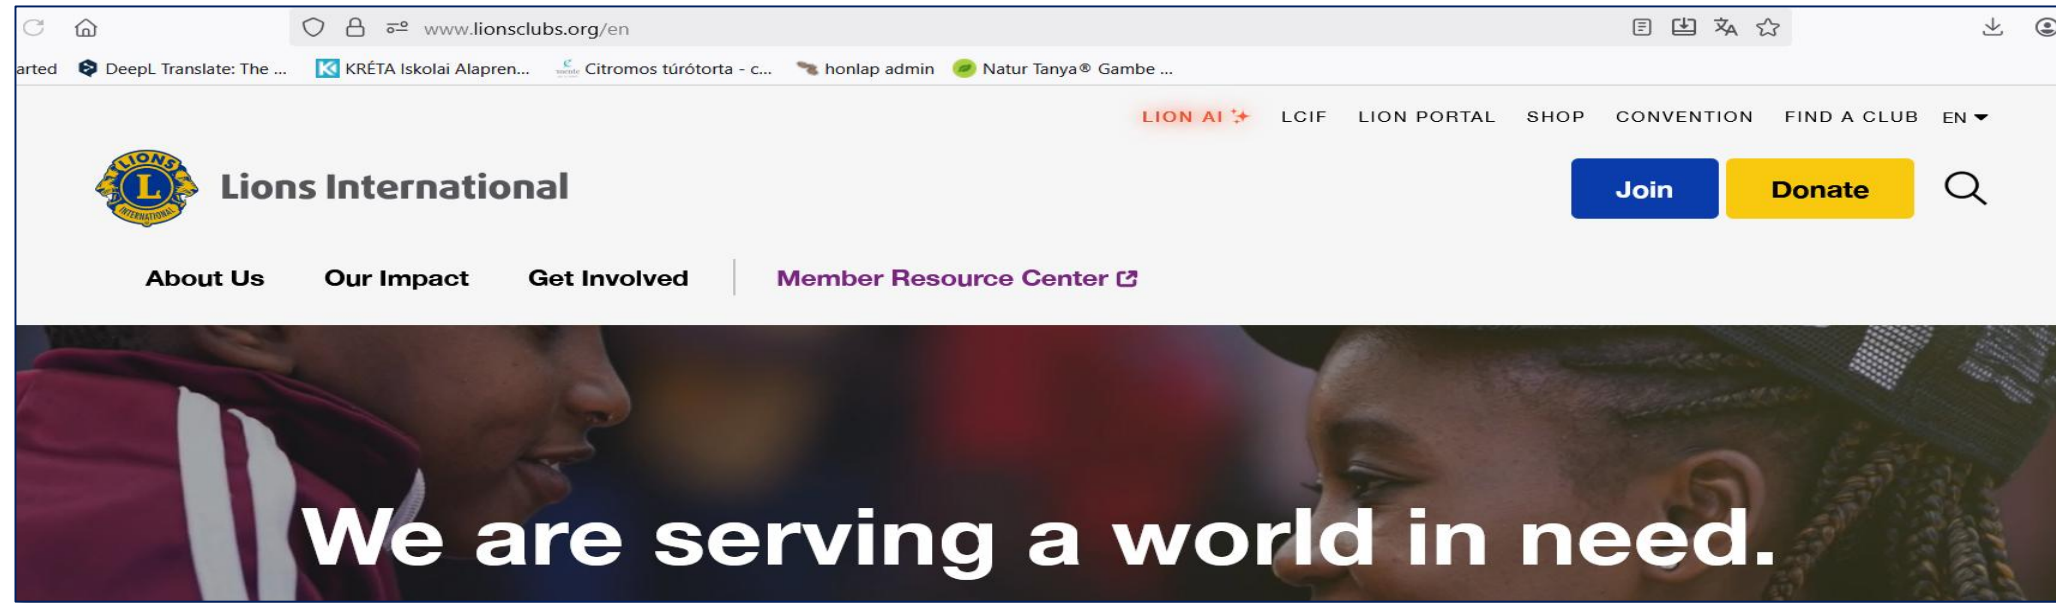 www.lionsclubs.org/en
arted DeepL Translate: The ... KRÉTA Iskolai Alapren... Citromos túrótorta - c... honlap admin Natur Tanya® Gambe ...
LION AI LCIF LION PORTAL SHOP CONVENTION FIND A CLUB EN
LIONS
L
INTERNATIONAL
Lions International
Join Donate
About Us Our Impact Get Involved Member Resource Center
We are serving a world in need.